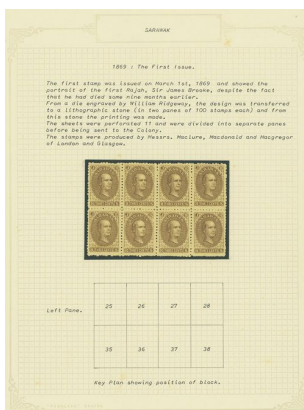 SARAWAK
1869 : The First Issue.
The first stamp was issued on March 1st, 1869 and showed the
portrait of the first Rajah, Sir James Brooke, despite the fact
that he had died some nine months earlier.
From a die engraved by William Ridgeway, the design was transferred
to a lithographic stone (in two panes of 100 stamps each) and from
this stone the printing was made.
The sheets were perforated 11 and were divided into separate panes
before being sent to the Colony.
The stamps were produced by Messrs. Maclure, Macdonald and Macgregor
of London and Glasgow.
25 26 27 28
Left Pane.
35 36 37 38
Key Plan showing position of block.